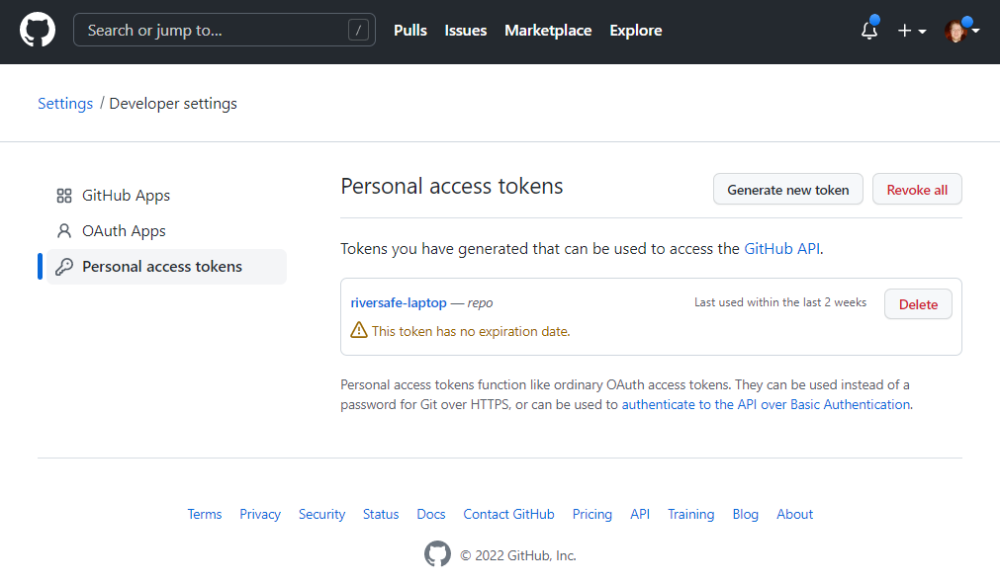 Search or jump to... /
Pulls Issues Marketplace Explore
Settings / Developer settings
GitHub Apps
OAuth Apps
Personal access tokens
Personal access tokens
Generate new token
Revoke all
Tokens you have generated that can be used to access the GitHub API.
riversafe-laptop — repo
Last used within the last 2 weeks
Delete
This token has no expiration date.
Personal access tokens function like ordinary OAuth access tokens. They can be used instead of a
password for Git over HTTPS, or can be used to authenticate to the API over Basic Authentication.
Terms Privacy Security Status Docs Contact GitHub Pricing API Training Blog About
© 2022 GitHub, Inc.